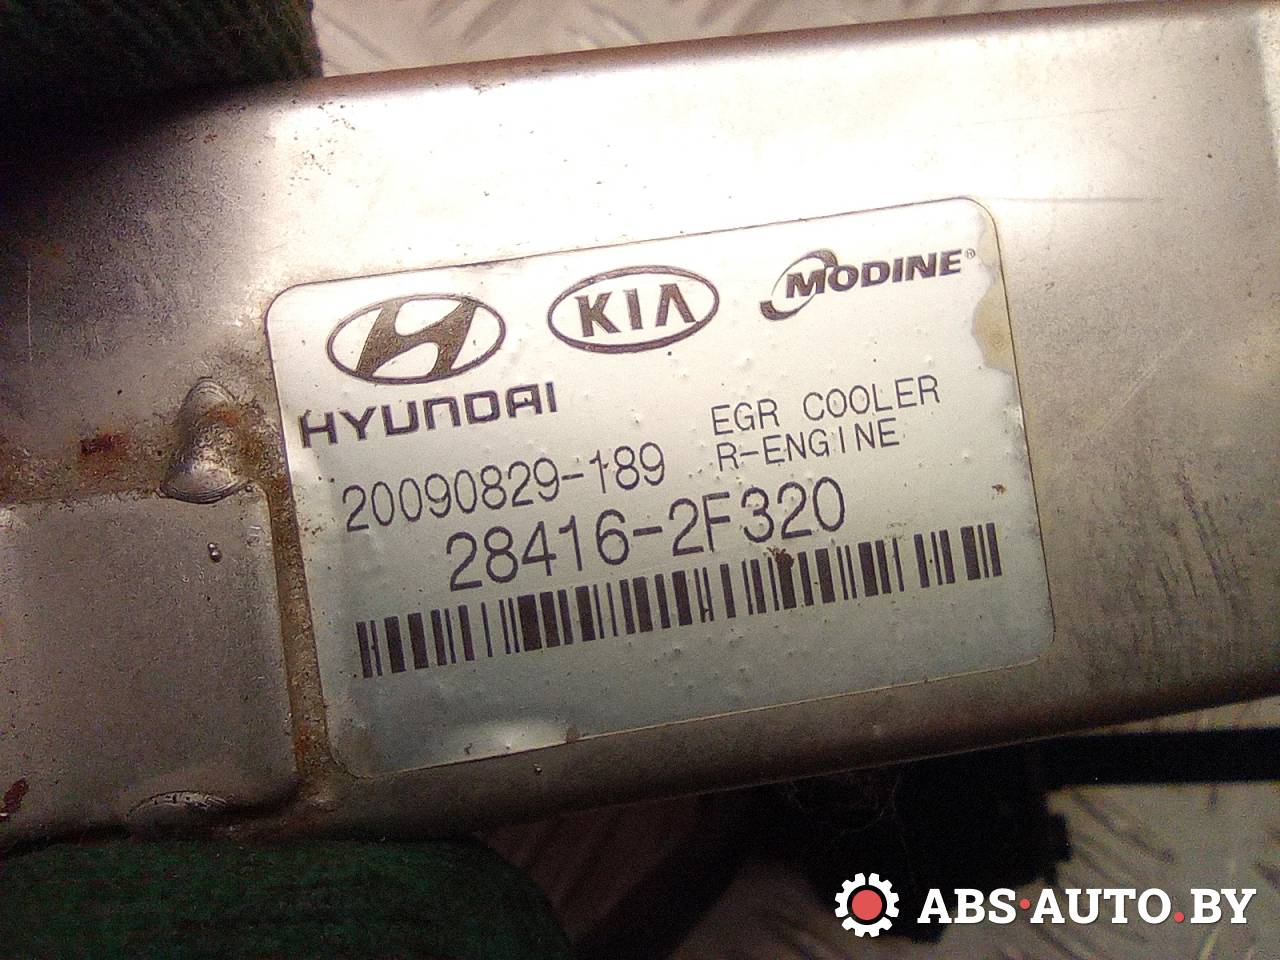 HYUNDAI
KIA
MODINE®
EGR COOLER
R-ENGINE
20090829-189
28416-2F320
ABS·AUTO.BY